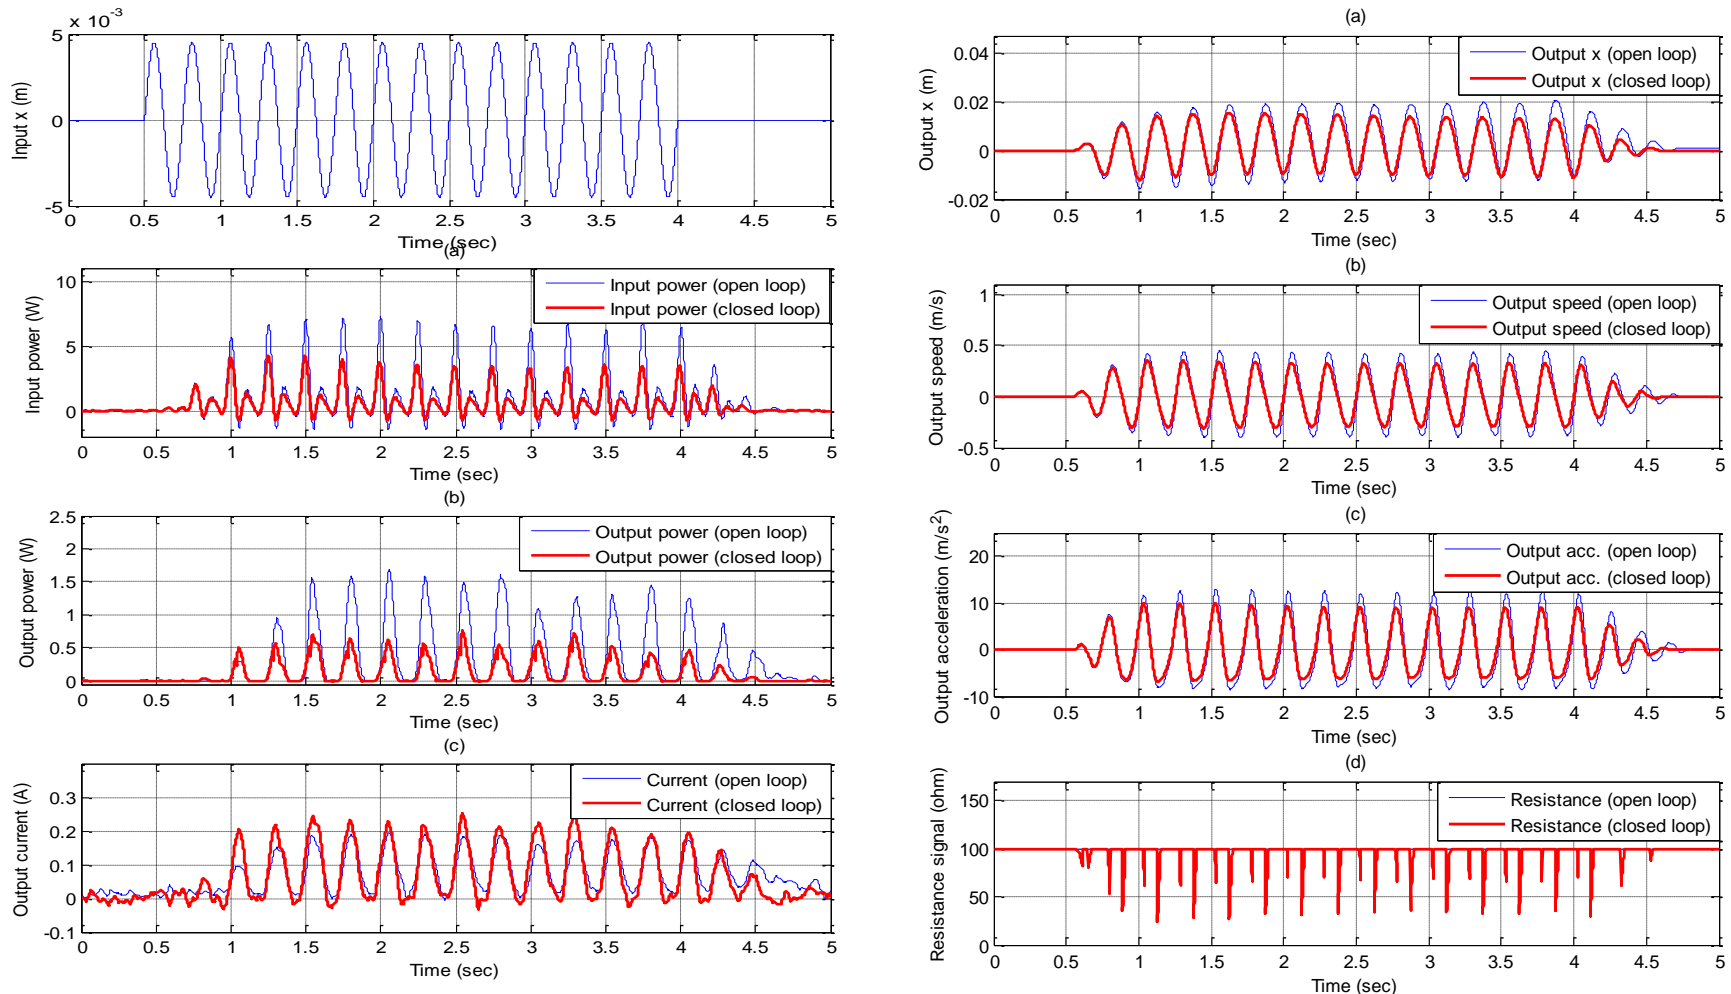 x 10^-3
5
0
-5
Input x (m)
0 0.5 1 1.5 2 2.5 3 3.5 4 4.5 5
Time (sec)
(a)
10
5
0
Input power (W)
Input power (open loop)
Input power (closed loop)
0 0.5 1 1.5 2 2.5 3 3.5 4 4.5 5
Time (sec)
(b)
2.5
2
1.5
1
0.5
0
Output power (W)
Output power (open loop)
Output power (closed loop)
0 0.5 1 1.5 2 2.5 3 3.5 4 4.5 5
Time (sec)
(c)
0.3
0.2
0.1
0
-0.1
Output current (A)
Current (open loop)
Current (closed loop)
0 0.5 1 1.5 2 2.5 3 3.5 4 4.5 5
Time (sec)
(a)
0.04
0.02
0
-0.02
Output x (m)
Output x (open loop)
Output x (closed loop)
0 0.5 1 1.5 2 2.5 3 3.5 4 4.5 5
Time (sec)
(b)
1
0.5
0
-0.5
Output speed (m/s)
Output speed (open loop)
Output speed (closed loop)
0 0.5 1 1.5 2 2.5 3 3.5 4 4.5 5
Time (sec)
(c)
20
10
0
-10
Output acceleration (m/s²)
Output acc. (open loop)
Output acc. (closed loop)
0 0.5 1 1.5 2 2.5 3 3.5 4 4.5 5
Time (sec)
(d)
150
100
50
0
Resistance signal (ohm)
Resistance (open loop)
Resistance (closed loop)
0 0.5 1 1.5 2 2.5 3 3.5 4 4.5 5
Time (sec)